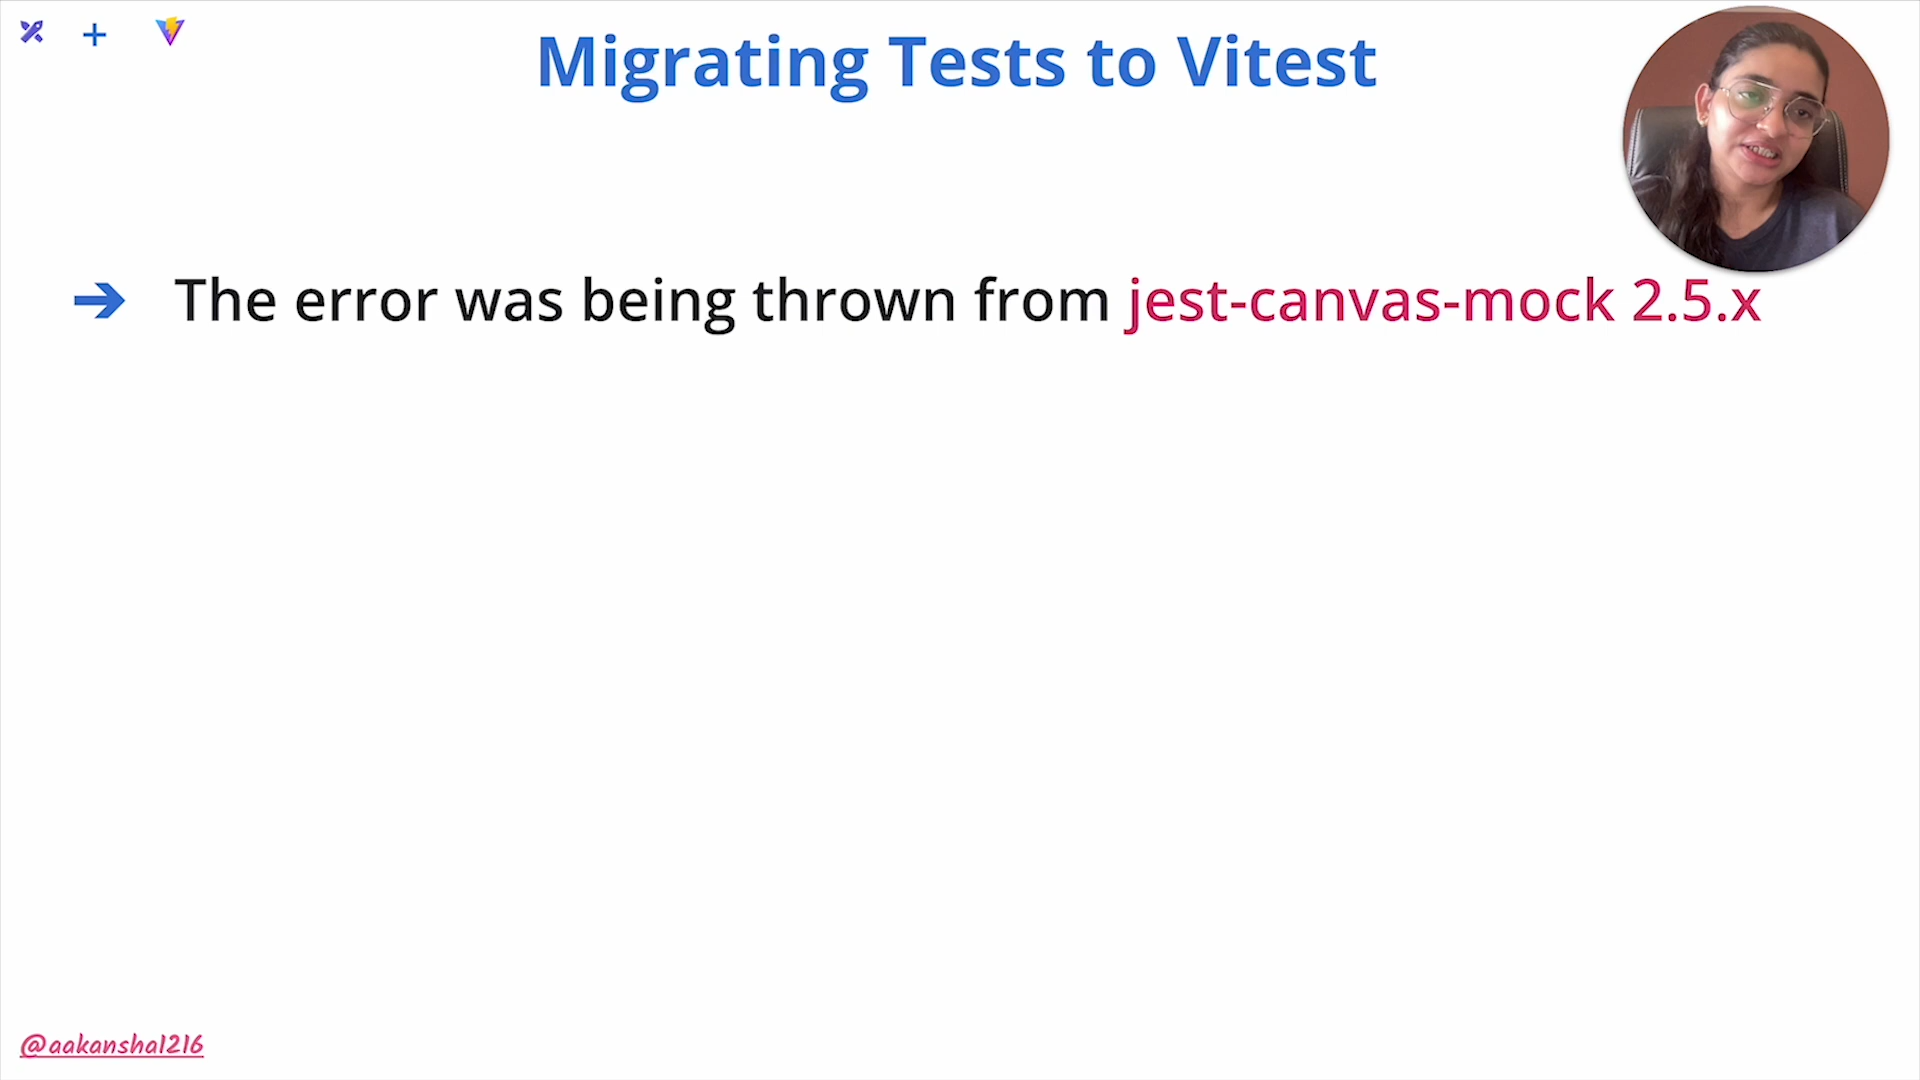 Migrating Tests to Vitest
The error was being thrown from jest-canvas-mock 2.5.x
@aakansha1216